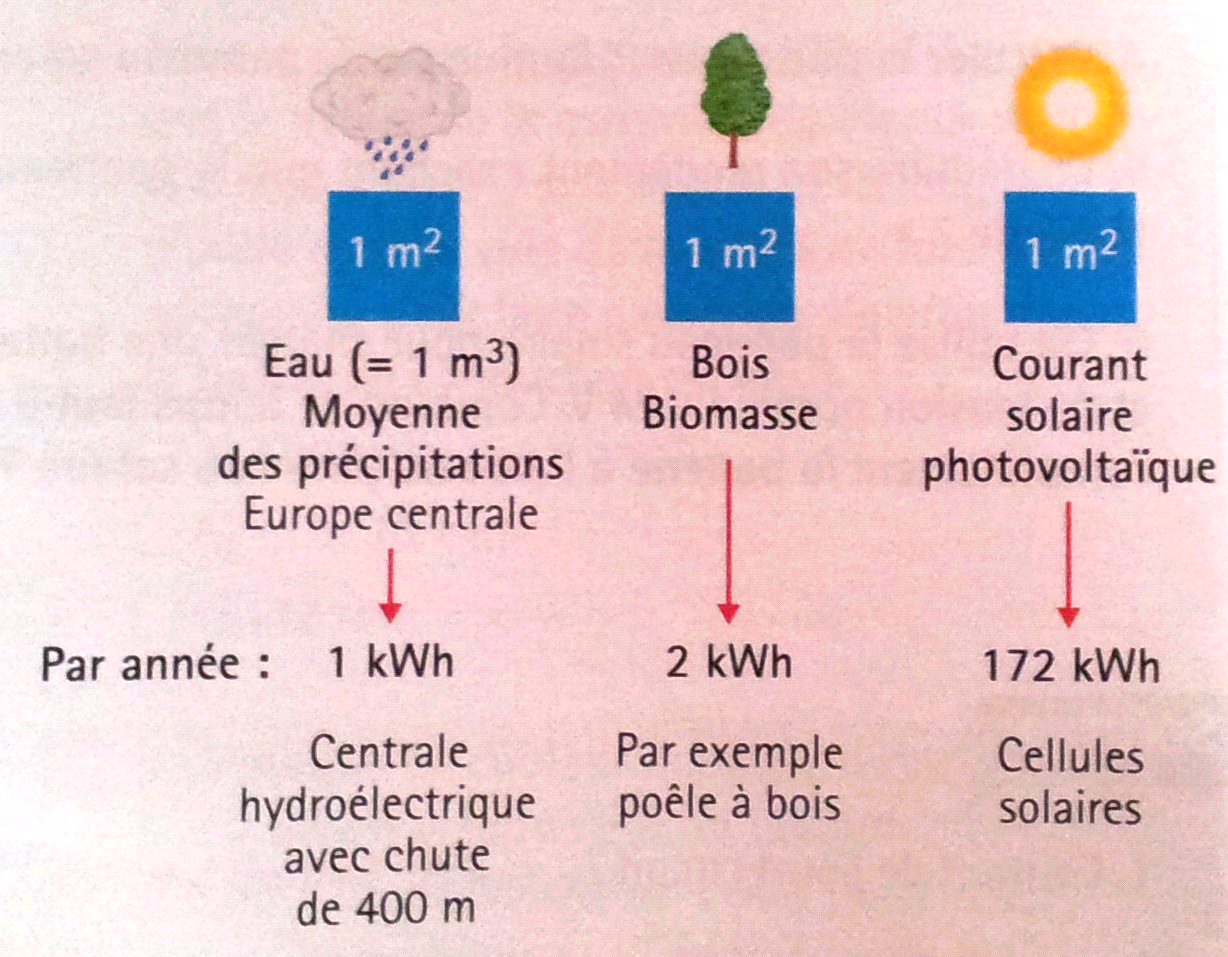 1 m²
Eau (= 1 m³)
Moyenne
des précipitations
Europe centrale
1 m²
Bois
Biomasse
1 m²
Courant
solaire
photovoltaïque
Par année : 1 kWh 2 kWh 172 kWh
Centrale
hydroélectrique
avec chute
de 400 m
Par exemple
poêle à bois
Cellules
solaires